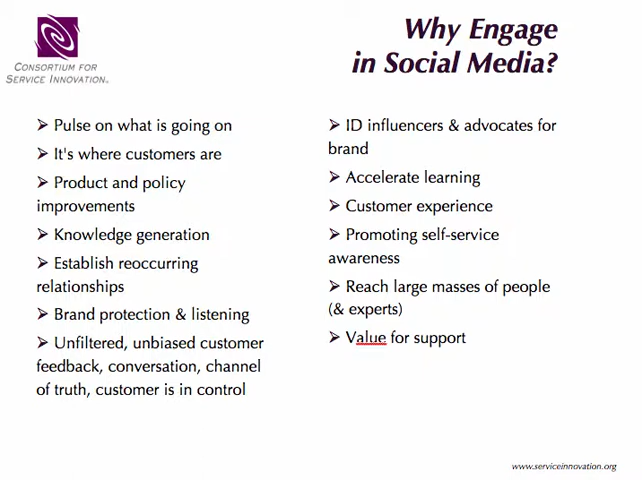 CONSORTIUM FOR
SERVICE INNOVATION™
Why Engage
in Social Media?
➢ Pulse on what is going on
➢ It's where customers are
➢ Product and policy
improvements
➢ Knowledge generation
➢ Establish reoccurring
relationships
➢ Brand protection & listening
➢ Unfiltered, unbiased customer
feedback, conversation, channel
of truth, customer is in control
➢ ID influencers & advocates for
brand
➢ Accelerate learning
➢ Customer experience
➢ Promoting self-service
awareness
➢ Reach large masses of people
(& experts)
➢ Value for support
www.serviceinnovation.org